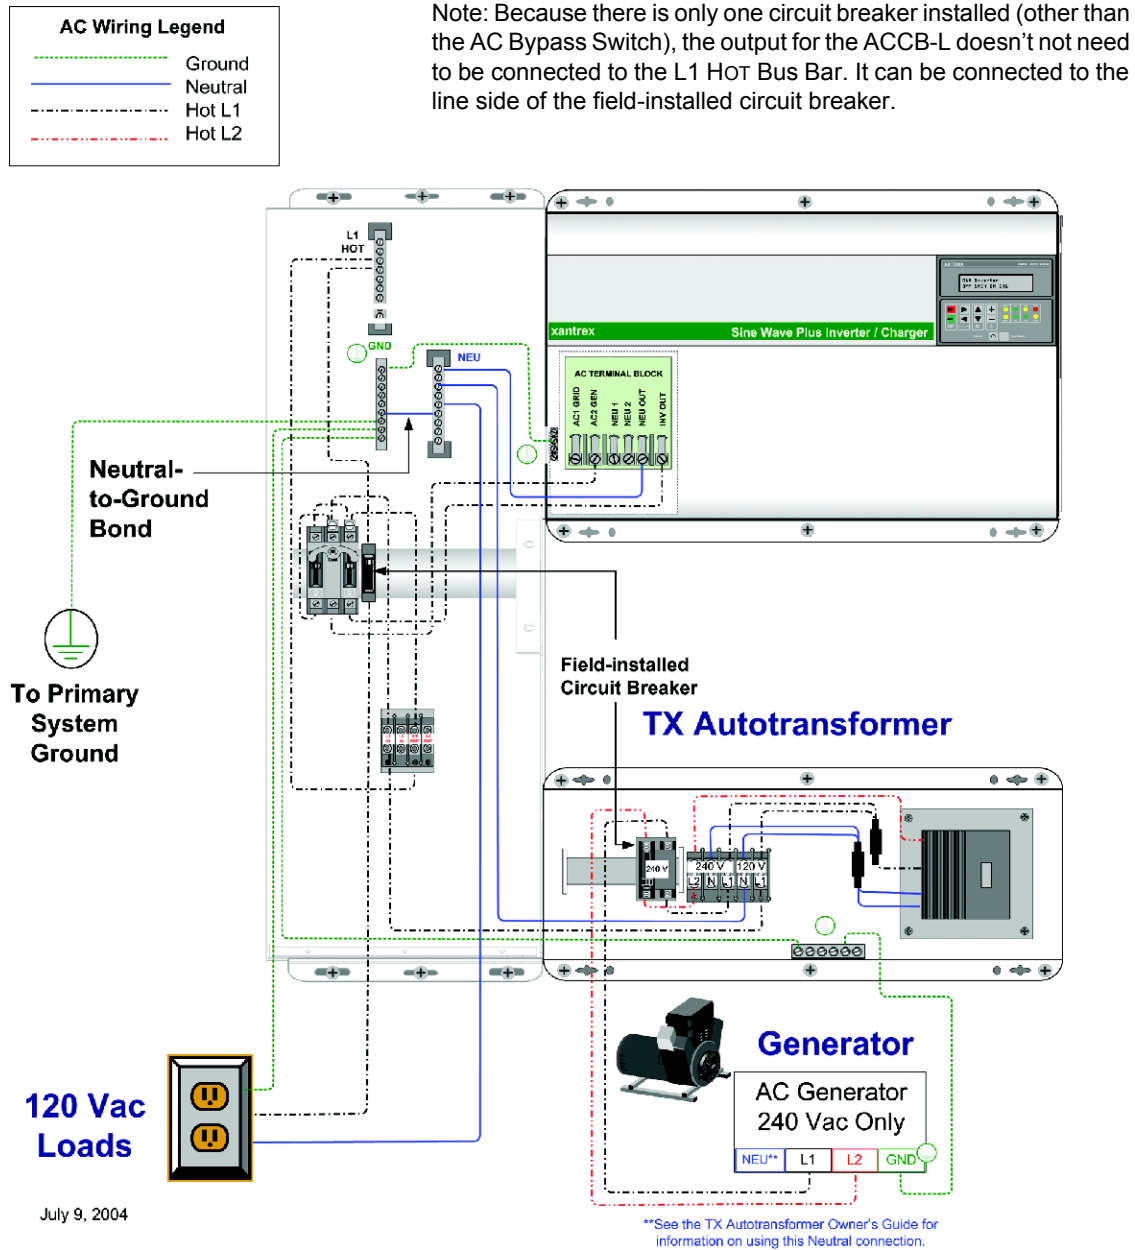 AC Wiring Legend
Ground
Neutral
Hot L1
Hot L2
Note: Because there is only one circuit breaker installed (other than
the AC Bypass Switch), the output for the ACCB-L doesn't not need
to be connected to the L1 HOT Bus Bar. It can be connected to the
line side of the field-installed circuit breaker.
L1
HOT
GND
NEU
xantrex
Sine Wave Plus Inverter / Charger
AC TERMINAL BLOCK
AC1 GRID
AC2 GEN
NEU 1
NEU 2
NEU OUT
INV OUT
Neutral-
to-Ground
Bond
To Primary
System
Ground
Field-installed
Circuit Breaker
TX Autotransformer
240 V
240 V
120 V
L2
N
L1
N
L1
Generator
AC Generator
240 Vac Only
NEU**
L1
L2
GND
120 Vac
Loads
July 9, 2004
**See the TX Autotransformer Owner's Guide for
information on using this Neutral connection.